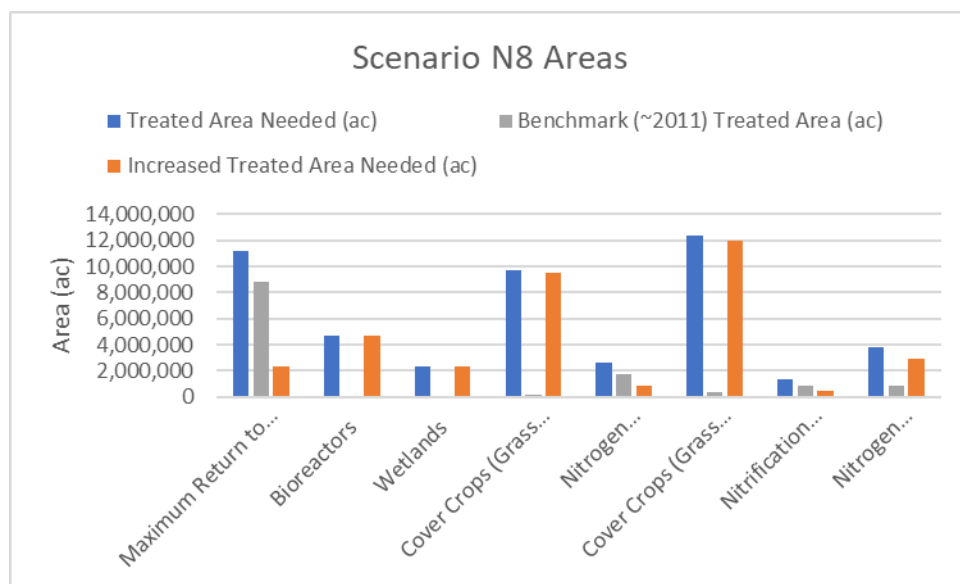 Scenario N8 Areas
Treated Area Needed (ac)
Benchmark (~2011) Treated Area (ac)
Increased Treated Area Needed (ac)
Area (ac)
14,000,000
12,000,000
10,000,000
8,000,000
6,000,000
4,000,000
2,000,000
0
Maximum Return to...
Bioreactors
Wetlands
Cover Crops (Grass...
Nitrogen...
Cover Crops (Grass...
Nitrification...
Nitrogen...